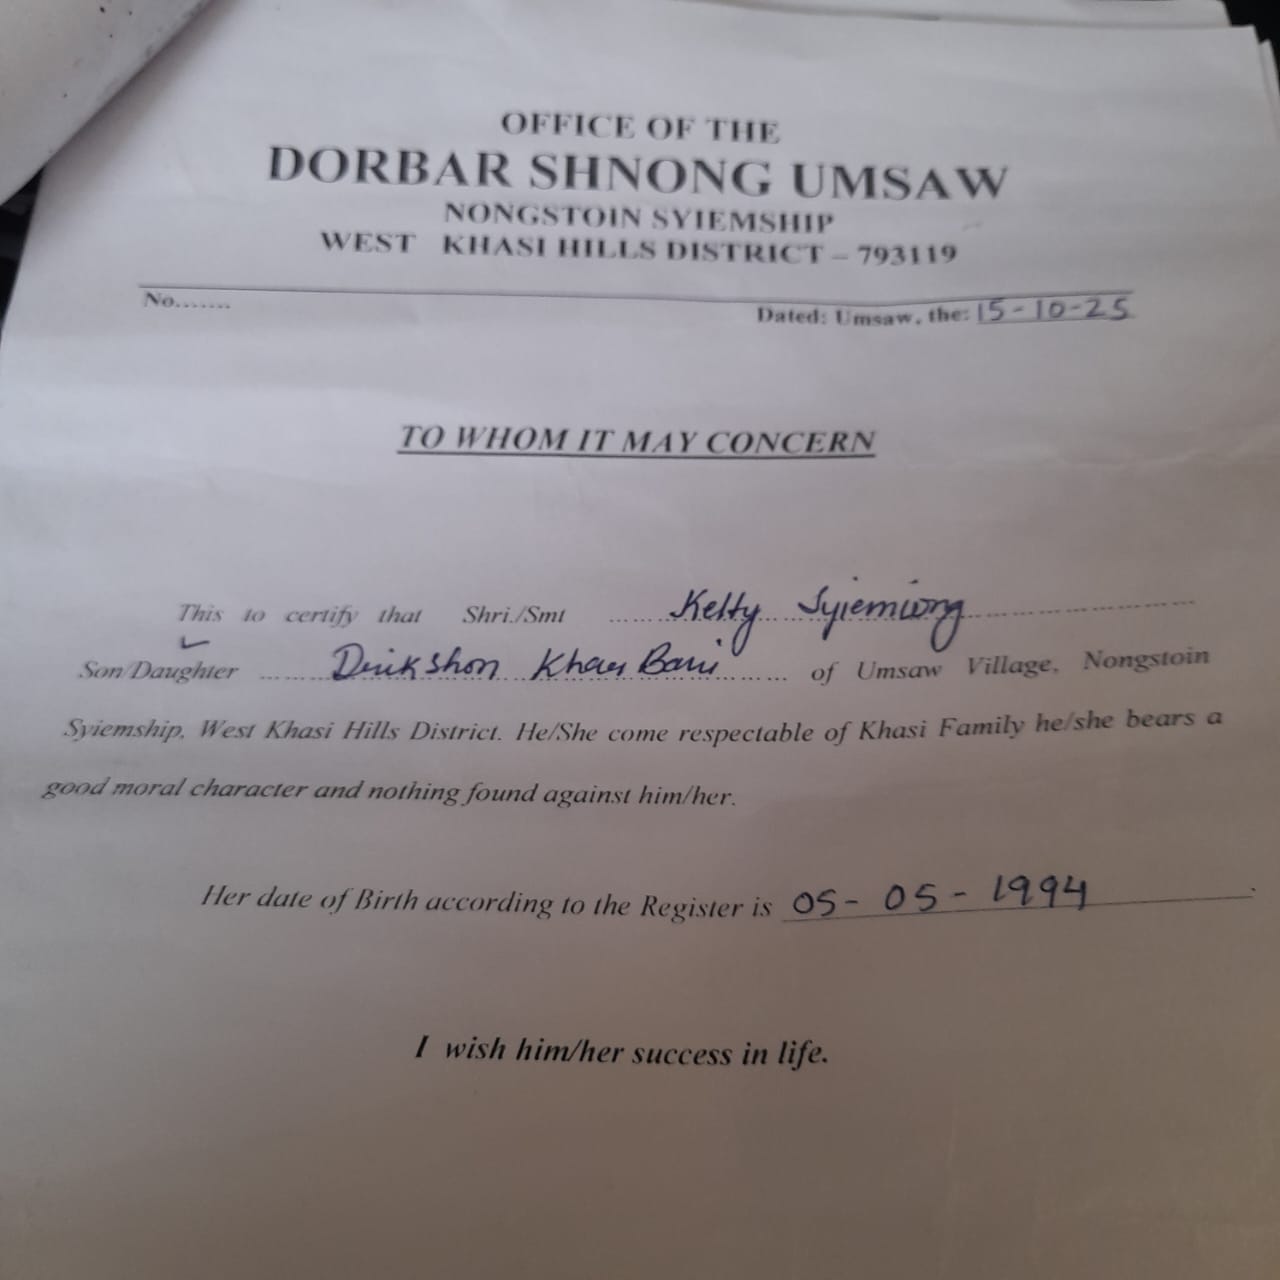 OFFICE OF THE
DORBAR SHNONG UMSAW
NONGSTOIN SYIEMSHIP
WEST KHASI HILLS DISTRICT – 793119
No.......
Dated: Umsaw, the: 15-10-25
TO WHOM IT MAY CONCERN
This to certify that Shri./Smt ...... Kelty Syiemiong ..................
Son/Daughter ......... Drikshon Khar Bani ......... of Umsaw Village, Nongstoin
Syiemship, West Khasi Hills District. He/She come respectable of Khasi Family he/she bears a
good moral character and nothing found against him/her.
Her date of Birth according to the Register is 05- 05 - 1994
I wish him/her success in life.